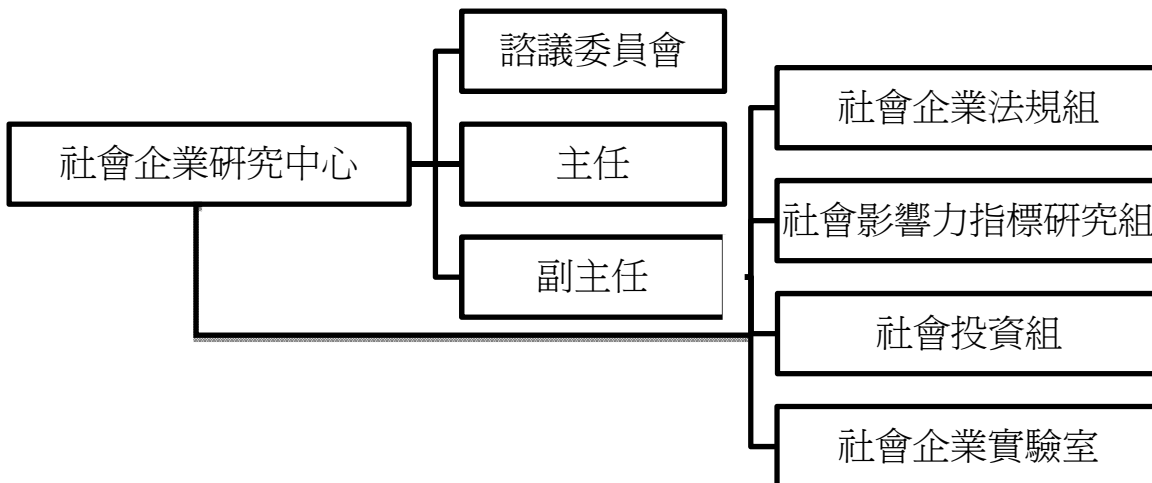 社會企業研究中心
諮議委員會
主任
副主任
社會企業法規組
社會影響力指標研究組
社會投資組
社會企業實驗室